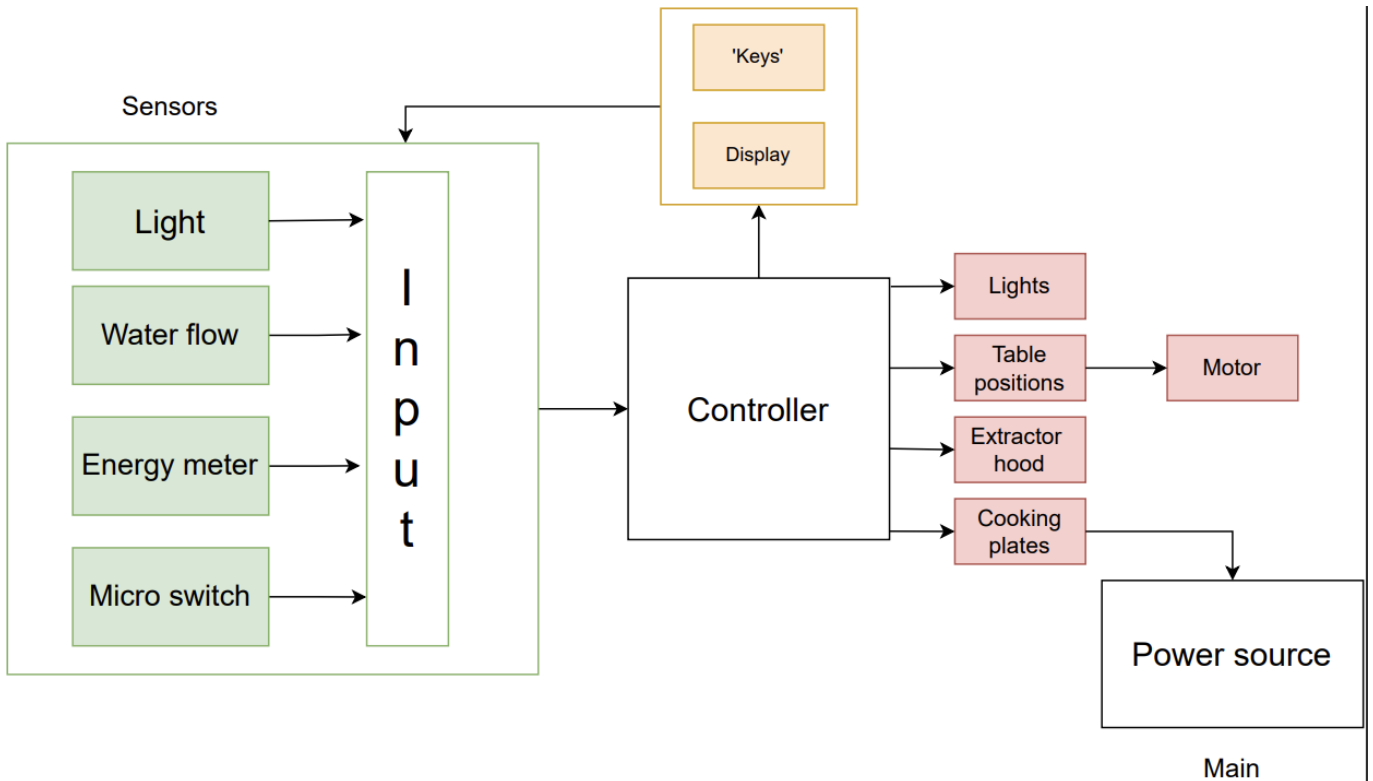 'Keys'
Display
Sensors
Light
Water flow
Energy meter
Micro switch
Input
Controller
Lights
Table
positions
Motor
Extractor
hood
Cooking
plates
Power source
Main